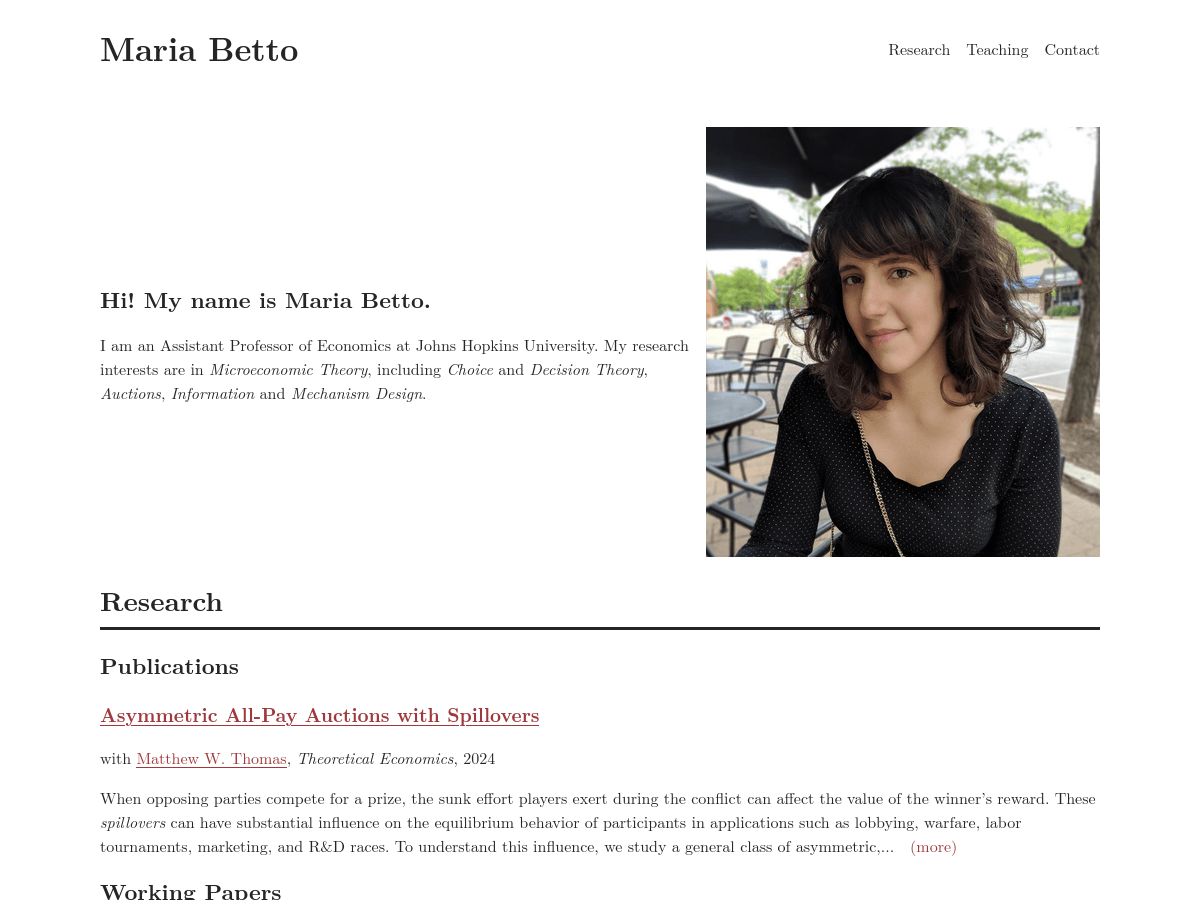 Maria Betto
Research Teaching Contact
Hi! My name is Maria Betto.
I am an Assistant Professor of Economics at Johns Hopkins University. My research
interests are in Microeconomic Theory, including Choice and Decision Theory,
Auctions, Information and Mechanism Design.
Research
Publications
Asymmetric All-Pay Auctions with Spillovers
with Matthew W. Thomas, Theoretical Economics, 2024
When opposing parties compete for a prize, the sunk effort players exert during the conflict can affect the value of the winner's reward. These
spillovers can have substantial influence on the equilibrium behavior of participants in applications such as lobbying, warfare, labor
tournaments, marketing, and R&D races. To understand this influence, we study a general class of asymmetric,... (more)
Working Papers